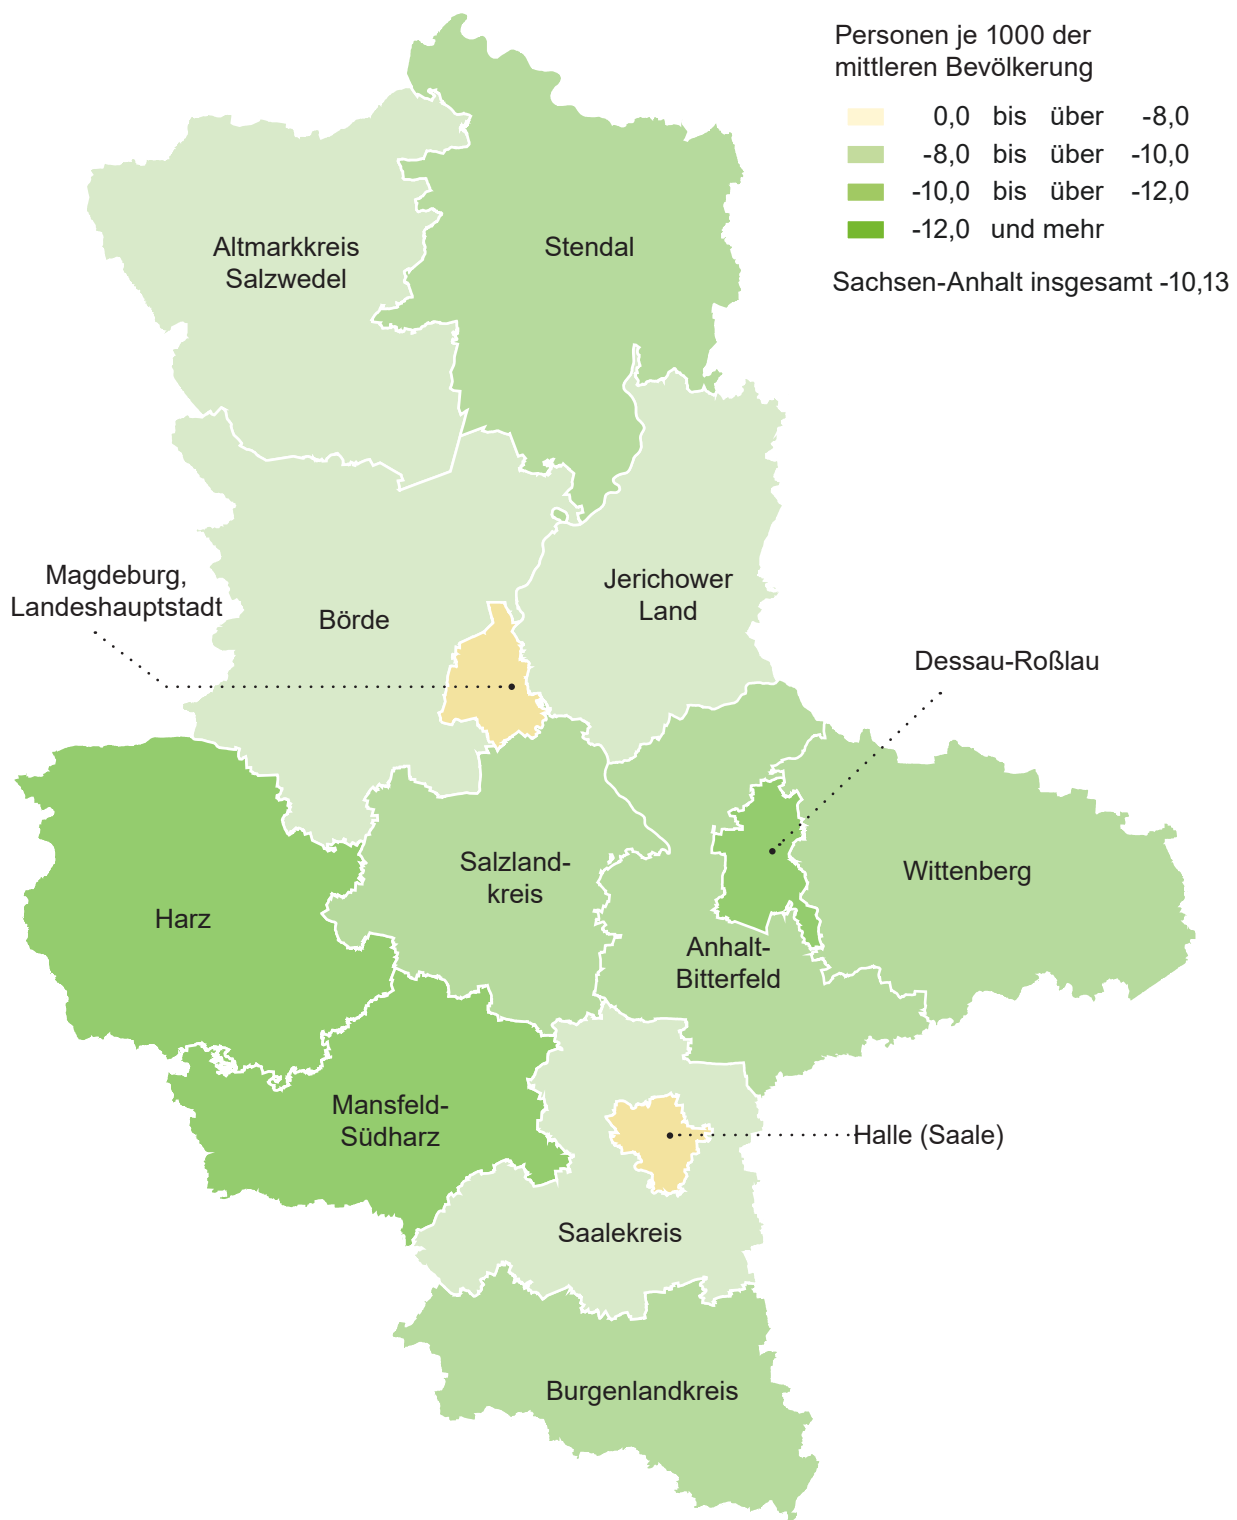 Personen je 1000 der
mittleren Bevölkerung
0,0 bis über -8,0
-8,0 bis über -10,0
-10,0 bis über -12,0
-12,0 und mehr
Sachsen-Anhalt insgesamt -10,13
Altmarkkreis
Salzwedel
Stendal
Magdeburg,
Landeshauptstadt
Börde
Jerichower
Land
Dessau-Roßlau
Harz
Salzland-
kreis
Wittenberg
Anhalt-
Bitterfeld
Mansfeld-
Südharz
Halle (Saale)
Saalekreis
Burgenlandkreis